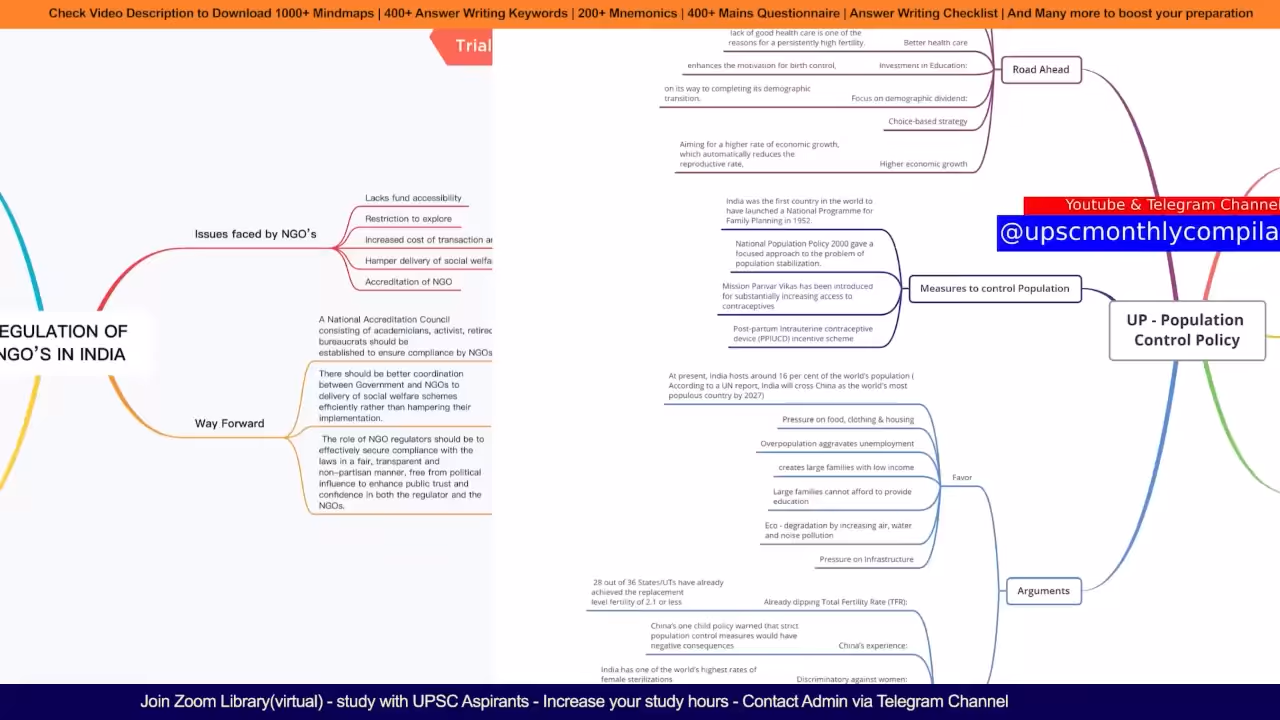 Check Video Description to Download 1000+ Mindmaps | 400+ Answer Writing Keywords | 200+ Mnemonics | 400+ Mains Questionnaire | Answer Writing Checklist | And Many more to boost your preparation
Trial
EGULATION OF
NGO'S IN INDIA
Issues faced by NGO's
Lacks fund accessibility
Restriction to explore
Increased cost of transaction
Hamper delivery of social welfa
Accreditation of NGO
Way Forward
A National Accreditation Council
consisting of academicians, activist, retired
bureaucrats should be
established to ensure compliance by NGOs
There should be better coordination
between Government and NGOs to
delivery of social welfare schemes
efficiently rather than hampering their
implementation.
The role of NGO regulators should be to
effectively secure compliance with the
laws in a fair, transparent and
non-partisan manner, free from political
influence to enhance public trust and
confidence in both the regulator and the
NGOs.
lack of good health care is one of the
reasons for a persistently high fertility.
Better health care
enhances the motivation for birth control,
Investment in Education:
on its way to completing its demographic
transition.
Focus on demographic dividend:
Choice-based strategy
Aiming for a higher rate of economic growth,
which automatically reduces the
reproductive rate,
Higher economic growth
Road Ahead
Youtube & Telegram Channel
@upscmonthlycompila
India was the first country in the world to
have launched a National Programme for
Family Planning in 1952.
National Population Policy 2000 gave a
focused approach to the problem of
population stabilization.
Mission Parivar Vikas has been introduced
for substantially increasing access to
contraceptives
Post-partum Intrauterine contraceptive
device (PPIUCD) incentive scheme
Measures to control Population
UP - Population
Control Policy
At present, India hosts around 16 per cent of the world's population (
According to a UN report, India will cross China as the world's most
populous country by 2027)
Pressure on food, clothing & housing
Overpopulation aggravates unemployment
creates large families with low income
Large families cannot afford to provide
education
Eco - degradation by increasing air, water
and noise pollution
Pressure on Infrastructure
Favor
28 out of 36 States/UTs have already
achieved the replacement
level fertility of 2.1 or less
Already dipping Total Fertility Rate (TFR):
China's one child policy warned that strict
population control measures would have
negative consequences
China's experience:
India has one of the world's highest rates of
female sterilizations
Discriminatory against women:
Arguments
Join Zoom Library(virtual) - study with UPSC Aspirants - Increase your study hours - Contact Admin via Telegram Channel